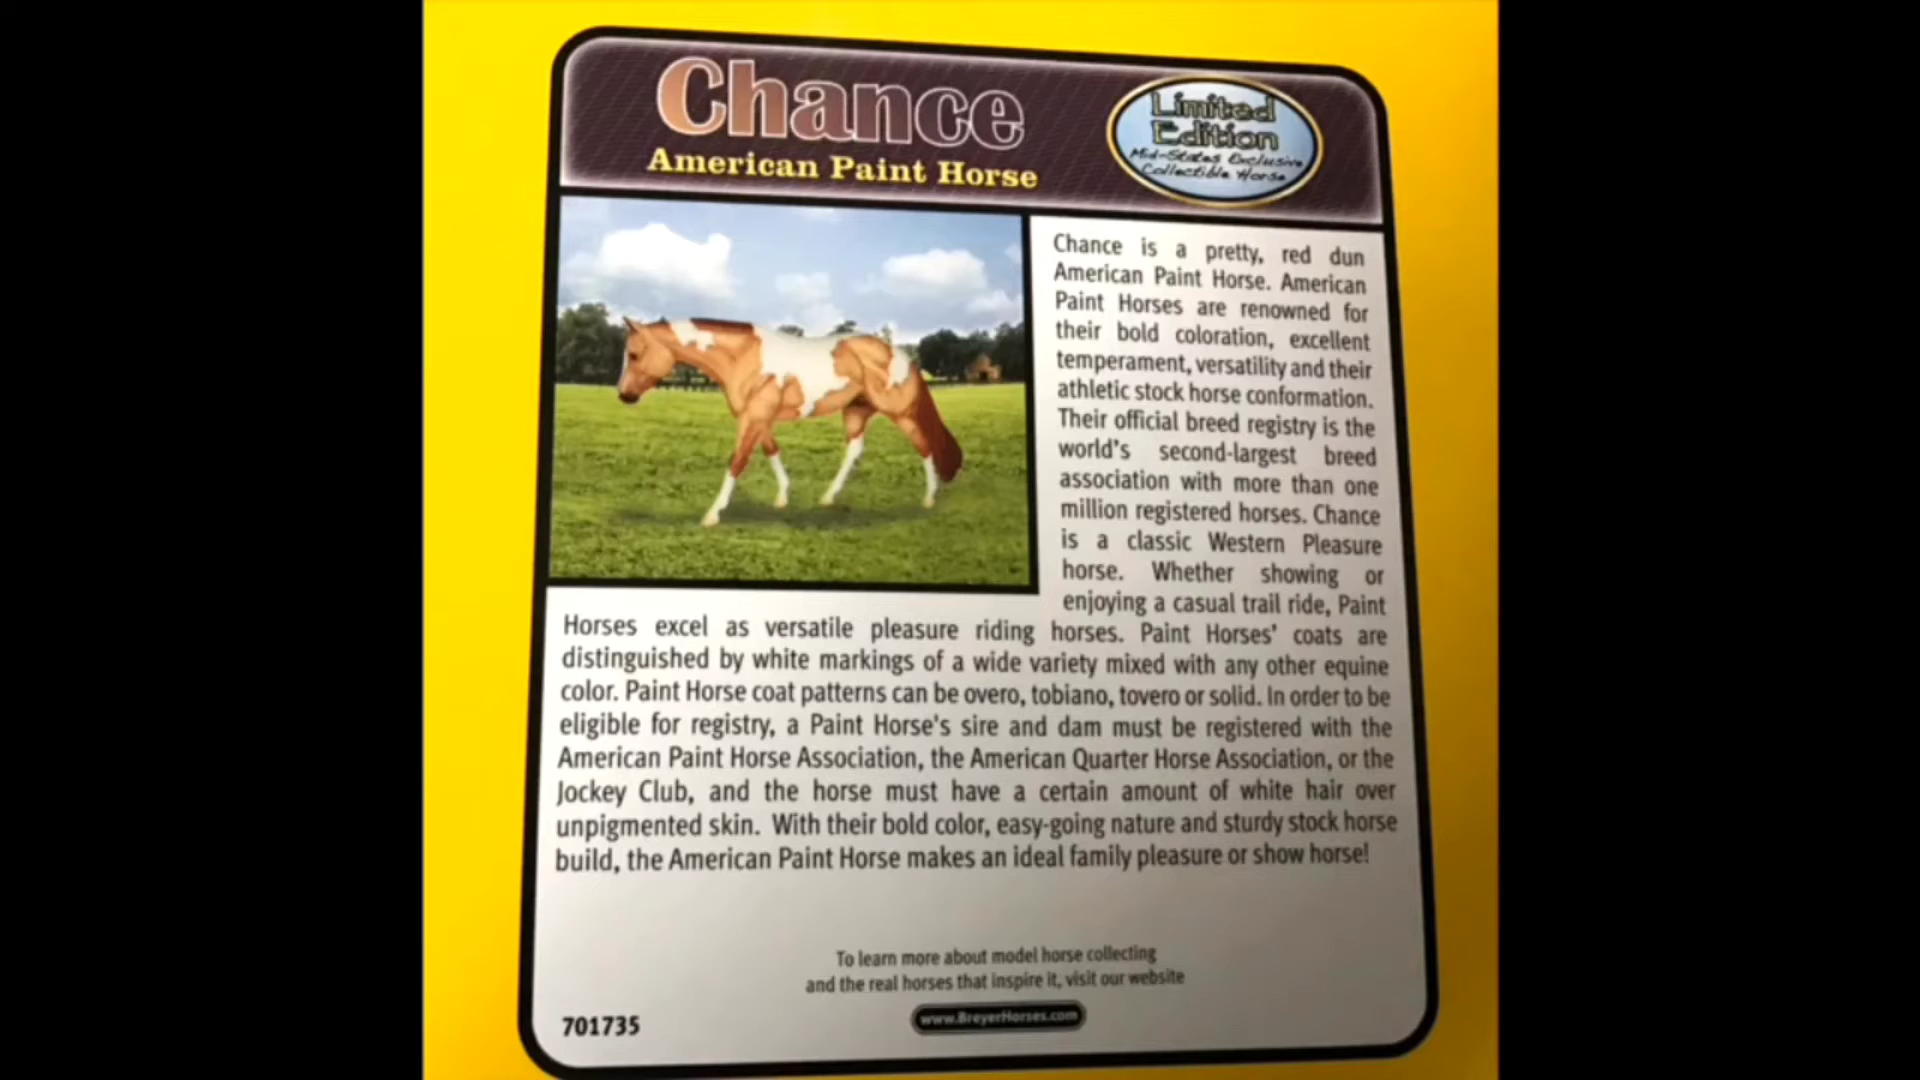 Chance
American Paint Horse
Limited
Edition
Mid-States Exclusive
Collectible Horse
Chance is a pretty, red dun
American Paint Horse. American
Paint Horses are renowned for
their bold coloration, excellent
temperament, versatility and their
athletic stock horse conformation.
Their official breed registry is the
world's second-largest breed
association with more than one
million registered horses. Chance
is a classic Western Pleasure
horse. Whether showing or
enjoying a casual trail ride, Paint
Horses excel as versatile pleasure riding horses. Paint Horses' coats are
distinguished by white markings of a wide variety mixed with any other equine
color. Paint Horse coat patterns can be overo, tobiano, tovero or solid. In order to be
eligible for registry, a Paint Horse's sire and dam must be registered with the
American Paint Horse Association, the American Quarter Horse Association, or the
Jockey Club, and the horse must have a certain amount of white hair over
unpigmented skin. With their bold color, easy-going nature and sturdy stock horse
build, the American Paint Horse makes an ideal family pleasure or show horse!
To learn more about model horse collecting
and the real horses that inspire it, visit our website
www.BreyerHorses.com
701735